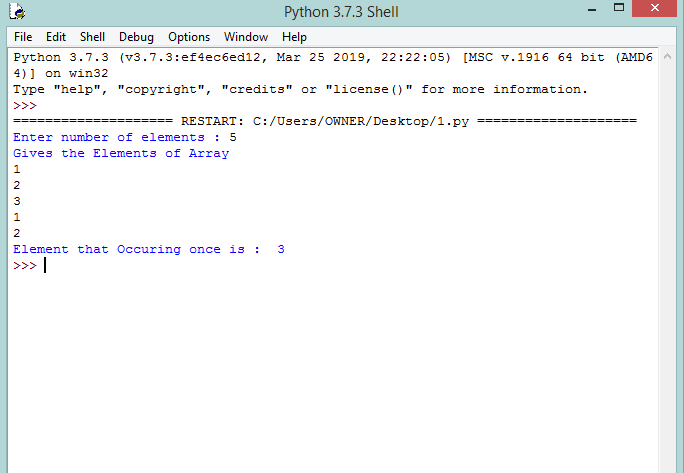 Python 3.7.3 Shell
File Edit Shell Debug Options Window Help
Python 3.7.3 (v3.7.3:ef4ec6ed12, Mar 25 2019, 22:22:05) [MSC v.1916 64 bit (AMD6
4)] on win32
Type "help", "copyright", "credits" or "license()" for more information.
>>>
==================== RESTART: C:/Users/OWNER/Desktop/1.py ====================
Enter number of elements : 5
Gives the Elements of Array
1
2
3
1
2
Element that Occuring once is :  3
>>>